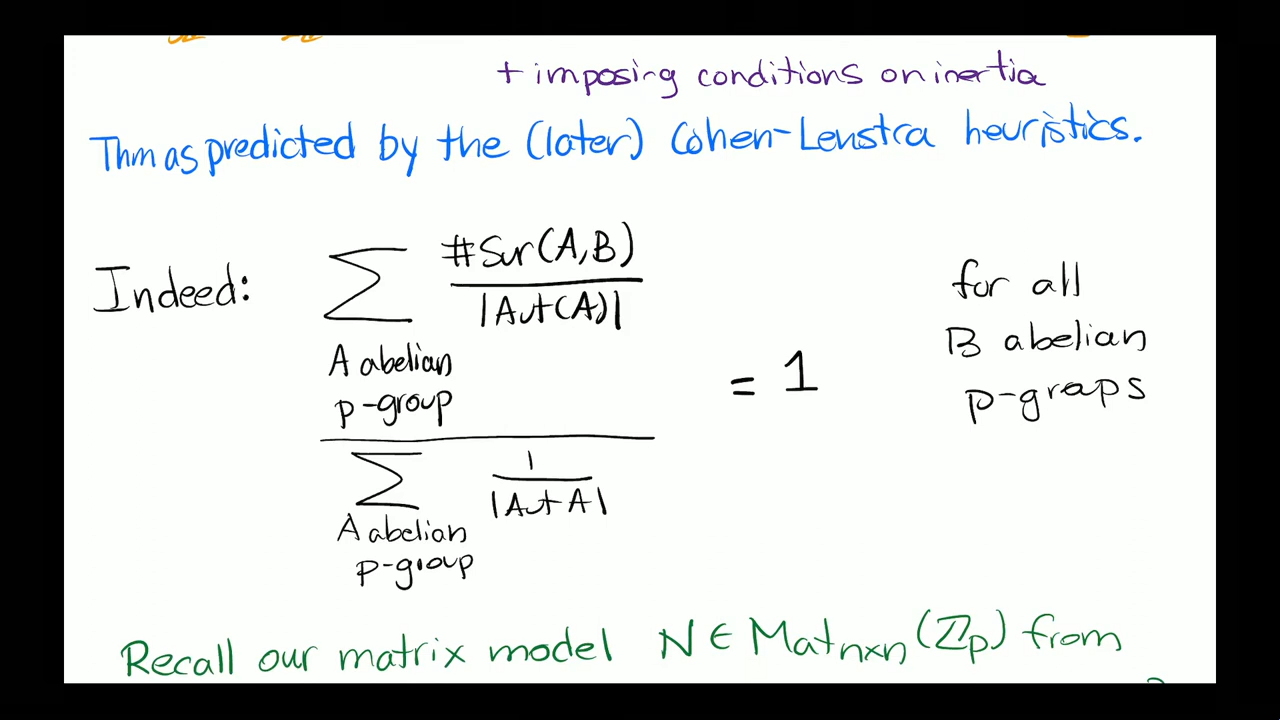 + imposing conditions on inertia
Thm as predicted by the (later) Cohen-Lenstra heuristics.
Indeed: ∑ #Sur(A,B) / |Aut(A)|
A abelian
p-group
= 1
for all
B abelian
p-graps
∑ 1 / |Aut A|
A abelian
p-group
Recall our matrix model N ∈ Mat_{n×n}(ℤ_p) from